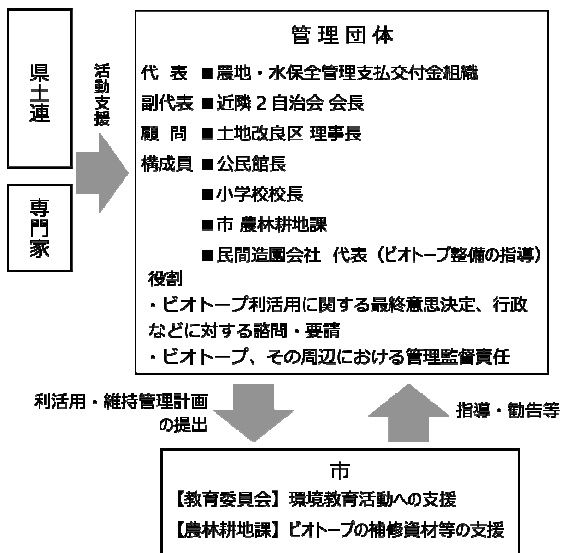 県土連
専門家
活動支援
管理団体
代　表 ■農地・水保全管理支払交付金組織
副代表 ■近隣２自治会 会長
顧　問 ■土地改良区 理事長
構成員 ■公民館長
■小学校校長
■市 農林耕地課
■民間造園会社 代表（ビオトープ整備の指導）
役割
・ビオトープ利活用に関する最終意思決定、行政
などに対する諮問・要請
・ビオトープ、その周辺における管理監督責任
利活用・維持管理計画
の提出
指導・勧告等
市
【教育委員会】環境教育活動への支援
【農林耕地課】ビオトープの補修資材等の支援